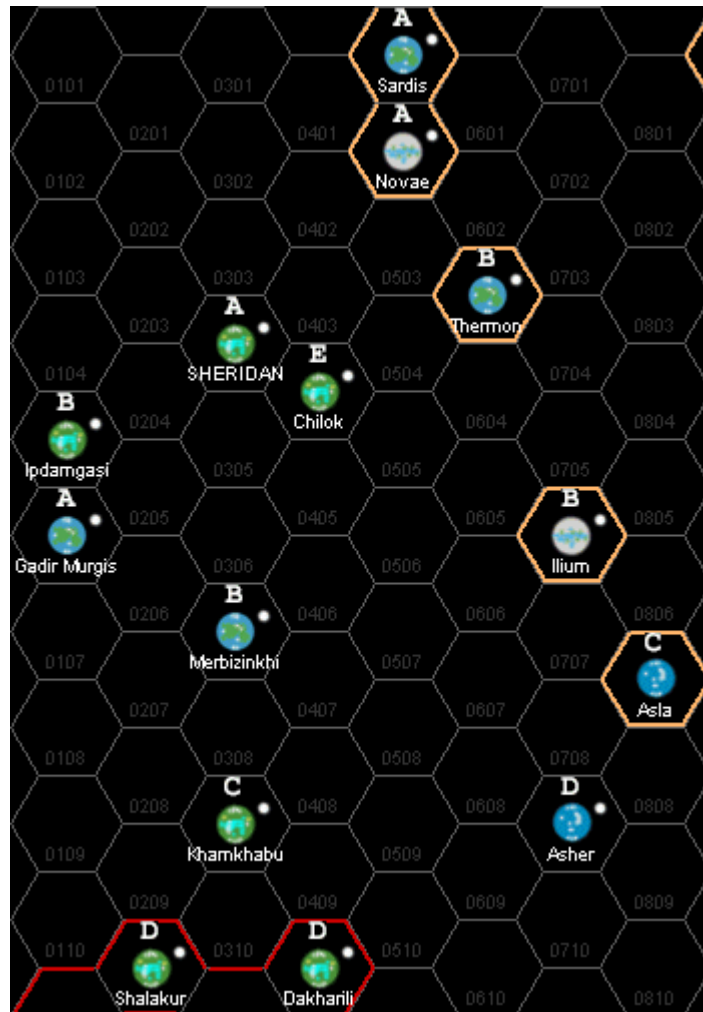 A
Sardis
0101
0301
0701
A
0201
0401
0601
0801
Novae
0102
0302
0702
0202
0402
0602
B
0103
0303
0503
0703
A
Thermon
0203
0403
0803
E
SHERIDAN
0104
0504
0704
B
Chilok
0204
0604
0804
Ipdamgasi
0305
0505
0705
A
B
0205
0405
0605
0805
Gadir Murgis
Ilium
0306
0506
B
0206
0406
0606
0806
C
Merbizinkhi
0107
0507
0707
0207
0407
0607
Asla
0108
0308
0508
0708
C
D
0208
0408
0608
0808
Khamkhabu
Asher
0109
0509
0209
0409
0609
0809
D
D
0110
0310
0510
0710
Shalakur
Dakharili
0610
0810